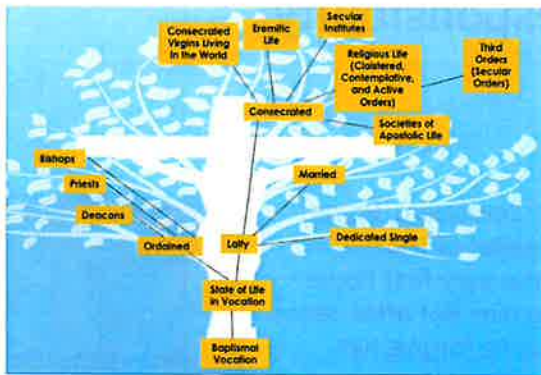 Consecrated
Virgins Living
in the World
Eremitic
Life
Secular
Institutes
Religious Life
(Cloistered,
Contemplative,
and Active
Orders)
Third
Orders
(Secular
Orders)
Consecrated
Societies of
Apostolic Life
Bishops
Priests
Deacons
Ordained
Married
Laity
Dedicated Single
State of Life
in Vocation
Baptismal
Vocation